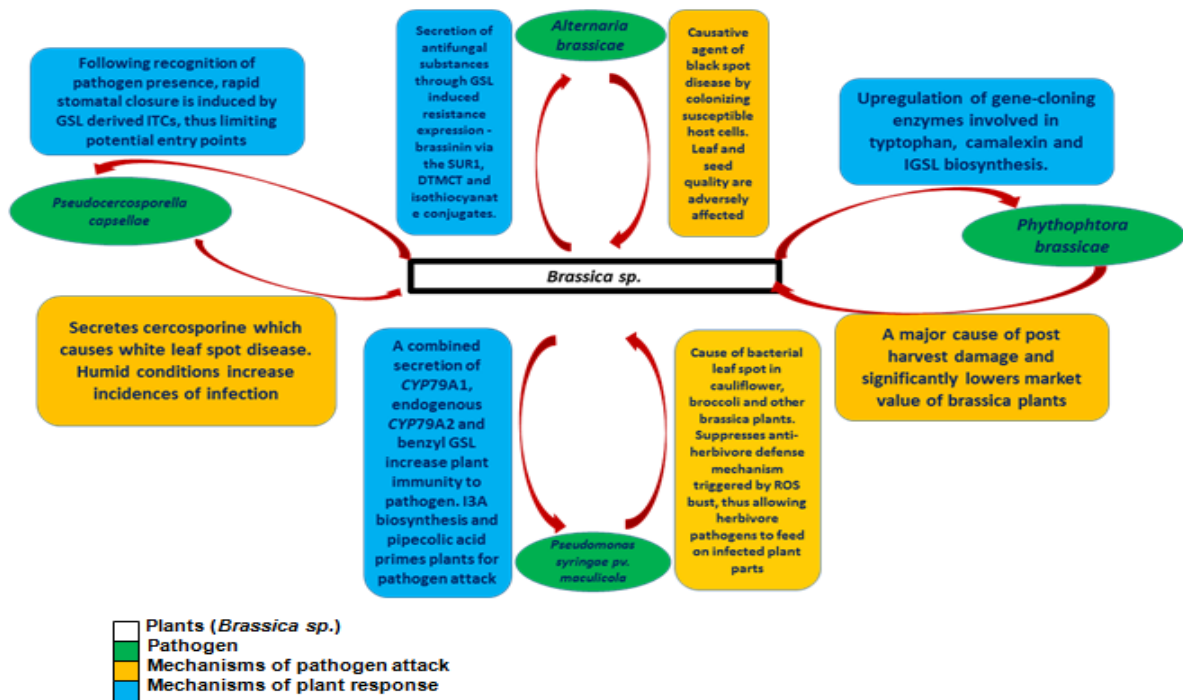 Following recognition of
pathogen presence, rapid
stomatal closure is induced by
GSL derived ITCs, thus limiting
potential entry points
Pseudocercosporella
capsellae
Secretes cercosporine which
causes white leaf spot disease.
Humid conditions increase
incidences of infection
Secretion of
antifungal
substances
through GSL
induced
resistance
expression -
brassinin via
the SUR1,
DTMCT and
isothiocyanat
e conjugates.
Alternaria
brassicae
Causative
agent of
black spot
disease by
colonizing
susceptible
host cells.
Leaf and
seed
quality are
adversely
affected
Upregulation of gene-cloning
enzymes involved in
typtophan, camalexin and
IGSL biosynthesis.
Phythophtora
brassicae
A major cause of post
harvest damage and
significantly lowers market
value of brassica plants
Brassica sp.
A combined
secretion of
CYP79A1,
endogenous
CYP79A2 and
benzyl GSL
increase plant
immunity to
pathogen. I3A
biosynthesis and
pipecolic acid
primes plants for
pathogen attack
Pseudomonas
syringae pv.
maculicola
Cause of bacterial
leaf spot in
cauliflower,
broccoli and other
brassica plants.
Suppresses anti-
herbivore defense
mechanism
triggered by ROS
bust, thus allowing
herbivore
pathogens to feed
on infected plant
parts
Plants (Brassica sp.)
Pathogen
Mechanisms of pathogen attack
Mechanisms of plant response